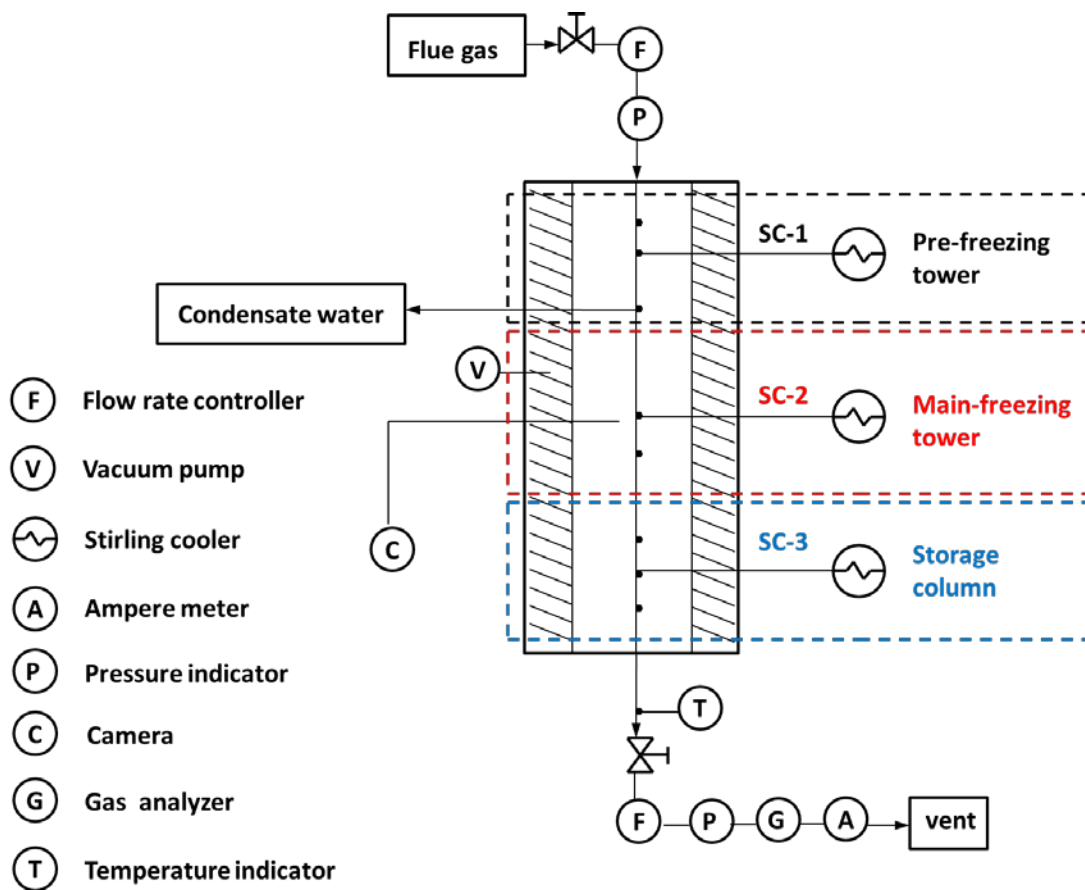 Flue gas
F
P
SC-1
Pre-freezing
tower
Condensate water
V
SC-2
Main-freezing
tower
C
SC-3
Storage
column
T
F
P
G
A
vent
F Flow rate controller
V Vacuum pump
Stirling cooler
A Ampere meter
P Pressure indicator
C Camera
G Gas analyzer
T Temperature indicator